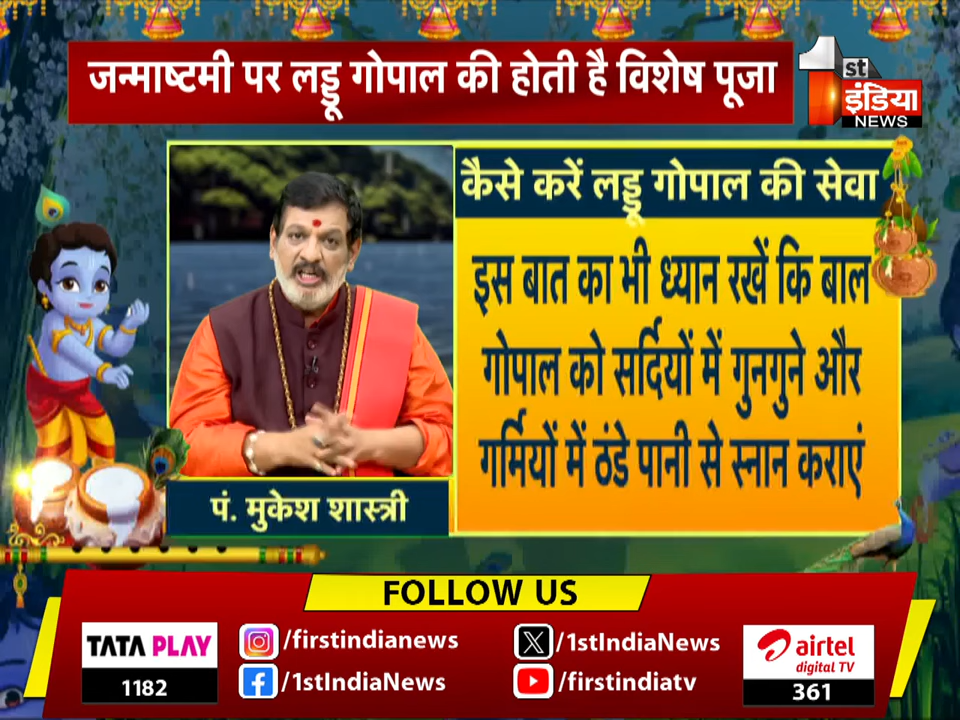 जन्माष्टमी पर लड्डू गोपाल की होती है विशेष पूजा
1st
इंडिया
NEWS
कैसे करें लड्डू गोपाल की सेवा
इस बात का भी ध्यान रखें कि बाल
गोपाल को सर्दियों में गुनगुने और
गर्मियों में ठंडे पानी से स्नान कराएं
पं. मुकेश शास्त्री
FOLLOW US
TATA PLAY
1182
/firstindianews
/1stIndiaNews
/1stIndiaNews
/firstindiatv
airtel
digital TV
361